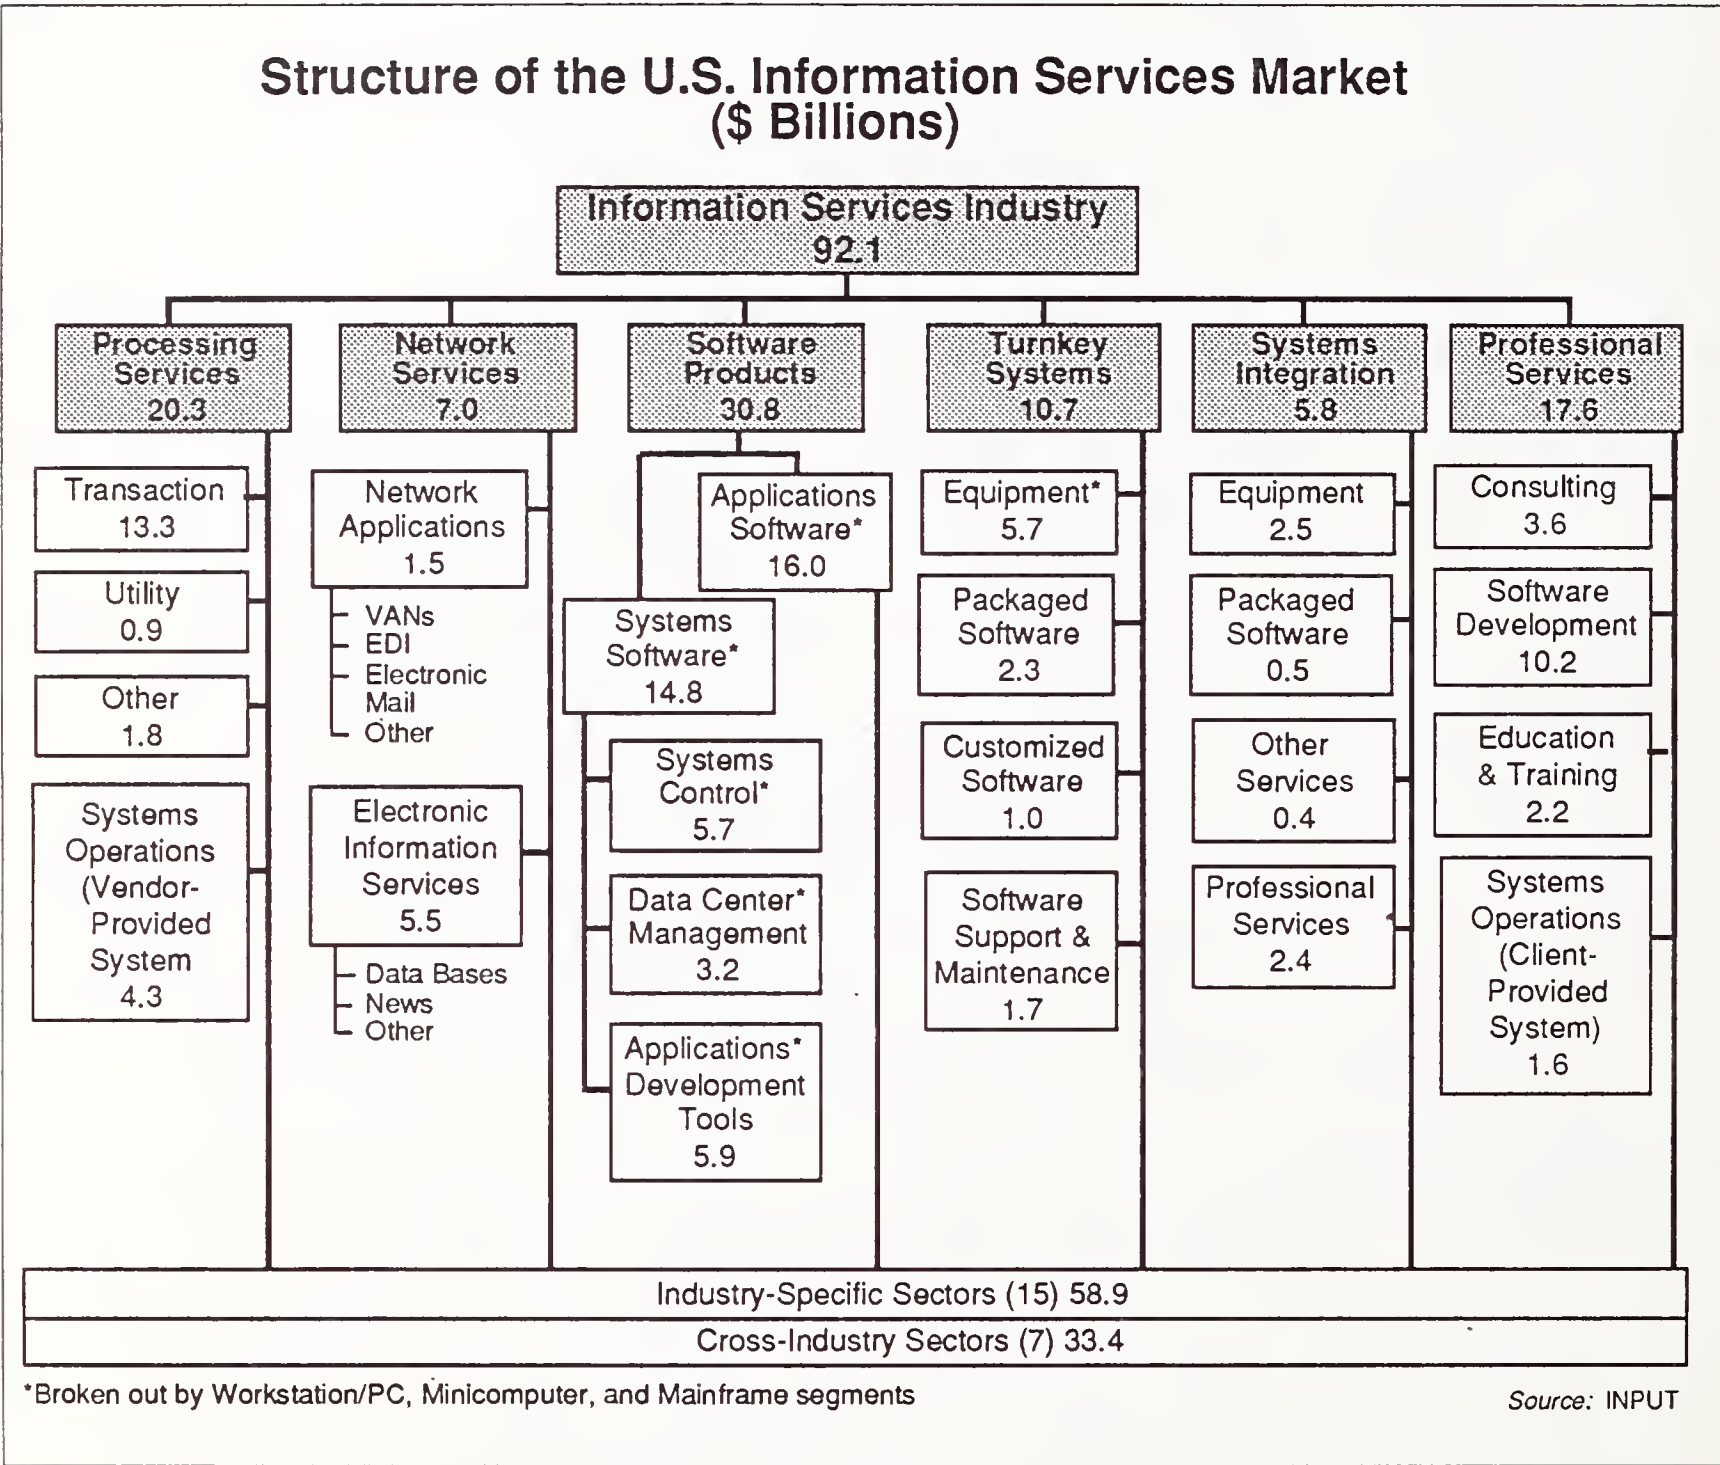 Structure of the U.S. Information Services Market
($ Billions)
Information Services Industry
92.1
Processing
Services
20.3
Transaction
13.3
Utility
0.9
Other
1.8
Systems
Operations
(Vendor-
Provided
System
4.3
Network
Services
7.0
Network
Applications
1.5
VANs
EDI
Electronic
Mail
Other
Electronic
Information
Services
5.5
Data Bases
News
Other
Software
Products
30.8
Applications
Software*
16.0
Systems
Software*
14.8
Systems
Control*
5.7
Data Center*
Management
3.2
Applications*
Development
Tools
5.9
Turnkey
Systems
10.7
Equipment*
5.7
Packaged
Software
2.3
Customized
Software
1.0
Software
Support &
Maintenance
1.7
Systems
Integration
5.8
Equipment
2.5
Packaged
Software
0.5
Other
Services
0.4
Professional
Services
2.4
Professional
Services
17.6
Consulting
3.6
Software
Development
10.2
Education
& Training
2.2
Systems
Operations
(Client-
Provided
System)
1.6
Industry-Specific Sectors (15) 58.9
Cross-Industry Sectors (7) 33.4
*Broken out by Workstation/PC, Minicomputer, and Mainframe segments
Source: INPUT